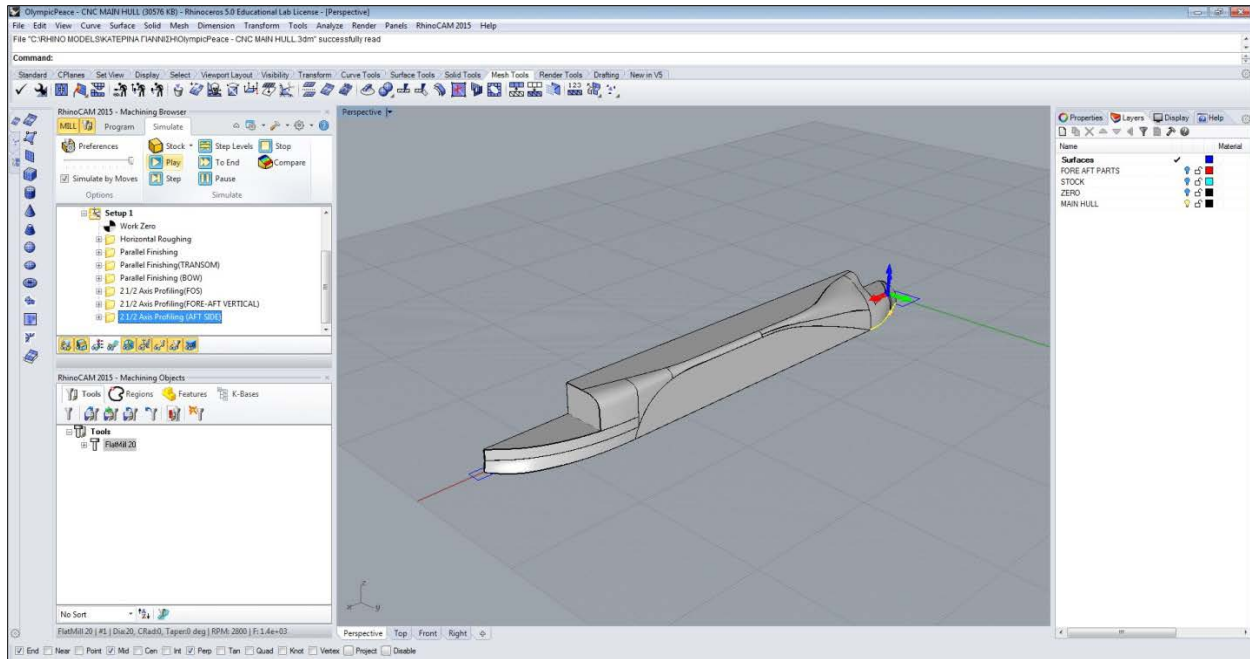 OlympicPeace - CNC MAIN HULL (30576 KB) - Rhinoceros 5.0 Educational Lab License - [Perspective]
File Edit View Curve Surface Solid Mesh Dimension Transform Tools Analyze Render Panels RhinoCAM 2015 Help
File "C:\RHINO MODELS\ΚΑΤΕΡΙΝΑ ΓΙΑΝΝΙΣΗ\OlympicPeace - CNC MAIN HULL.3dm" successfully read
Command:
Standard CPlanes Set View Display Select Viewport Layout Visibility Transform Curve Tools Surface Tools Solid Tools Mesh Tools Render Tools Drafting New in V5
RhinoCAM 2015 - Machining Browser
MILL Program Simulate
Preferences Stock Step Levels Stop
Play To End Compare
Simulate by Moves Step Pause
Options Simulate
Setup 1
Work Zero
Horizontal Roughing
Parallel Finishing
Parallel Finishing(TRANSOM)
Parallel Finishing (BOW)
2 1/2 Axis Profiling(FOS)
2 1/2 Axis Profiling(FORE-AFT VERTICAL)
2 1/2 Axis Profiling (AFT SIDE)
RhinoCAM 2015 - Machining Objects
Tools Regions Features K-Bases
Tools
FlatMill 20
No Sort
FlatMill 20 | #1 | Dia:20, CRad:0, Taper:0 deg | RPM: 2800 | F: 1.4e+03
Perspective
z
x y
Perspective Top Front Right
Properties Layers Display Help
Name Material
Surfaces
FORE AFT PARTS
STOCK
ZERO
MAIN HULL
End Near Point Mid Cen Int Perp Tan Quad Knot Vertex Project Disable